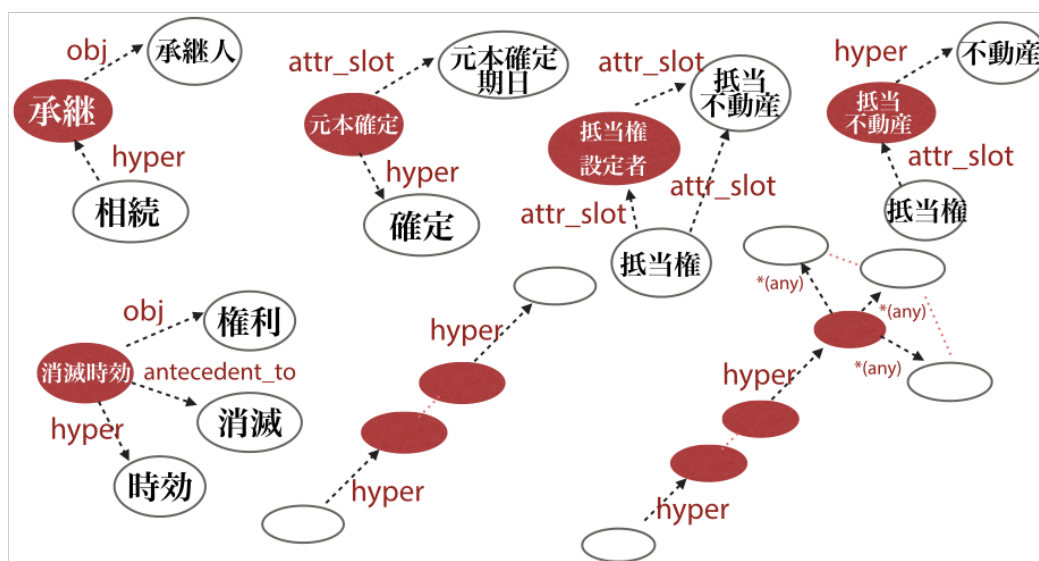 obj
承継人
承継
hyper
相続
attr_slot
元本確定
期日
元本確定
hyper
確定
attr_slot
抵当
不動産
抵当権
設定者
attr_slot
attr_slot
抵当権
hyper
不動産
抵当
不動産
attr_slot
抵当権
obj
権利
消滅時効
antecedent_to
消滅
hyper
時効
hyper
hyper
*(any)
*(any)
*(any)
hyper
hyper